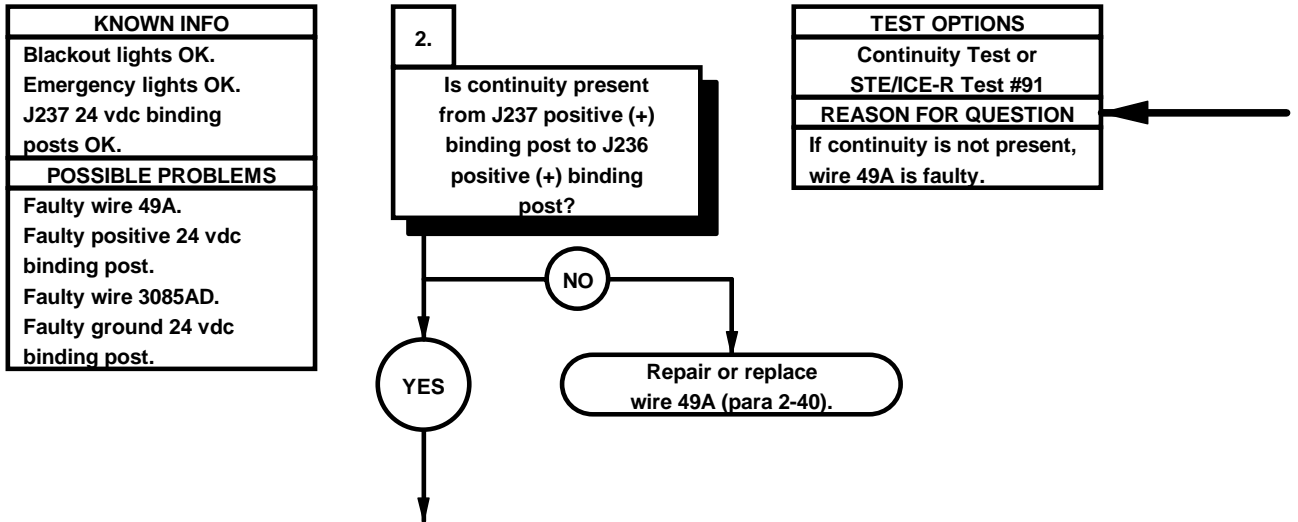 KNOWN INFO
Blackout lights OK.
Emergency lights OK.
J237 24 vdc binding
posts OK.
POSSIBLE PROBLEMS
Faulty wire 49A.
Faulty positive 24 vdc
binding post.
Faulty wire 3085AD.
Faulty ground 24 vdc
binding post.
2.
Is continuity present
from J237 positive (+)
binding post to J236
positive (+) binding
post?
NO
YES
Repair or replace
wire 49A (para 2-40).
TEST OPTIONS
Continuity Test or
STE/ICE-R Test #91
REASON FOR QUESTION
If continuity is not present,
wire 49A is faulty.